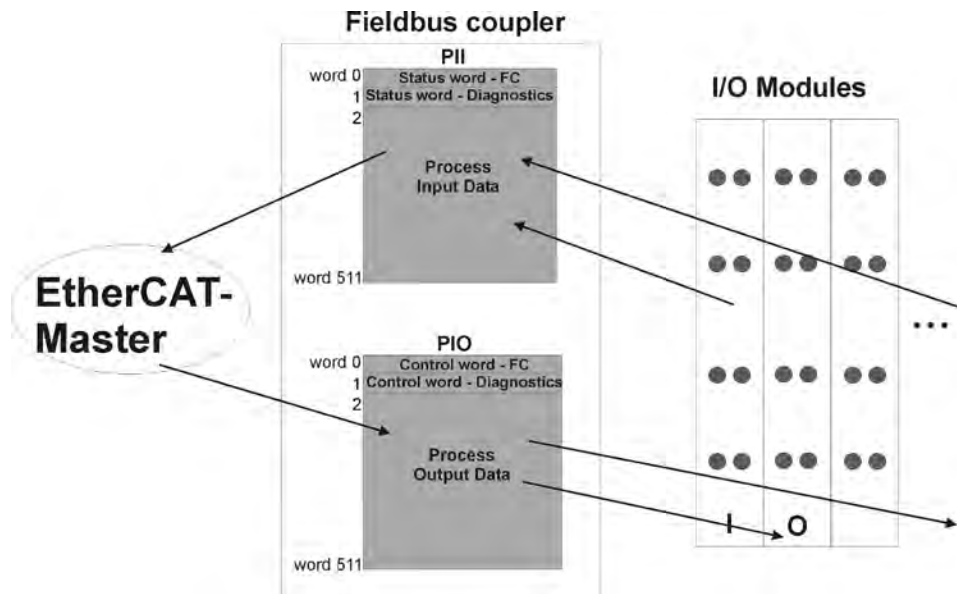 Fieldbus coupler
PII
word 0
Status word - FC
1
Status word - Diagnostics
2
Process
Input Data
word 511
I/O Modules
EtherCAT-
Master
...
PIO
word 0
Control word - FC
1
Control word - Diagnostics
2
Process
Output Data
word 511
I
O